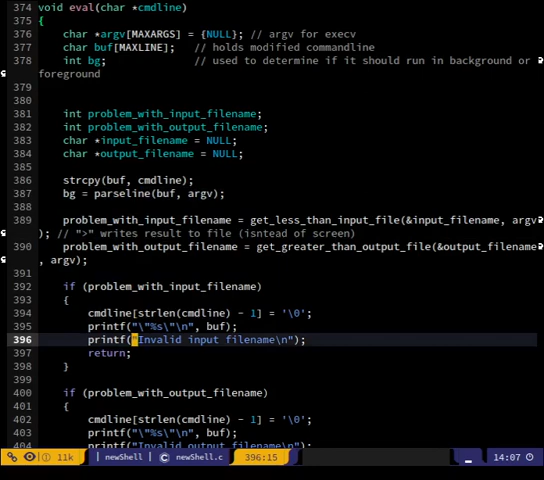 374 void eval(char *cmdline)
375 {
376 char *argv[MAXARGS] = {NULL}; // argv for execv
377 char buf[MAXLINE]; // holds modified commandline
378 int bg; // used to determine if it should run in background or
foreground
379
380
381 int problem_with_input_filename;
382 int problem_with_output_filename;
383 char *input_filename = NULL;
384 char *output_filename = NULL;
385
386 strcpy(buf, cmdline);
387 bg = parseline(buf, argv);
388
389 problem_with_input_filename = get_less_than_input_file(&input_filename, argv
); // ">" writes result to file (isntead of screen)
390 problem_with_output_filename = get_greater_than_output_file(&output_filename
, argv);
391
392 if (problem_with_input_filename)
393 {
394 cmdline[strlen(cmdline) - 1] = '\0';
395 printf("\"%s\"\n", buf);
396 printf("Invalid input filename\n");
397 return;
398 }
399
400 if (problem_with_output_filename)
401 {
402 cmdline[strlen(cmdline) - 1] = '\0';
403 printf("\"%s\"\n", buf);
404 printf("Invalid output filename\n");
11k | newShell | C newShell.c 396:15 14:07